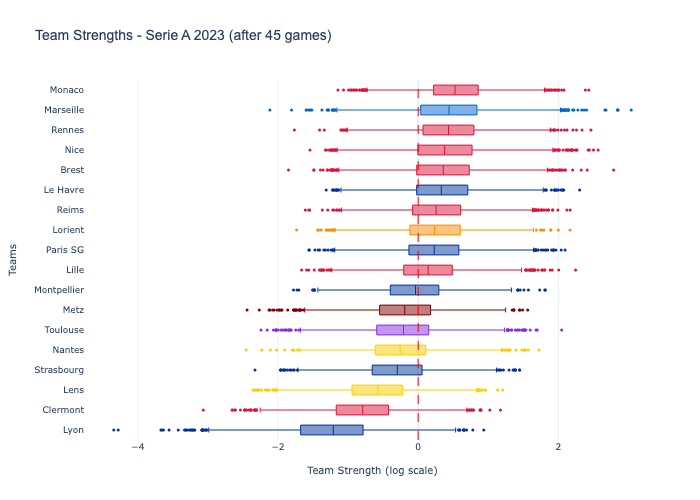 Team Strengths - Serie A 2023 (after 45 games)
Monaco
Marseille
Rennes
Nice
Brest
Le Havre
Reims
Lorient
Paris SG
Lille
Montpellier
Metz
Toulouse
Nantes
Strasbourg
Lens
Clermont
Lyon
Teams
−4
−2
0
2
Team Strength (log scale)